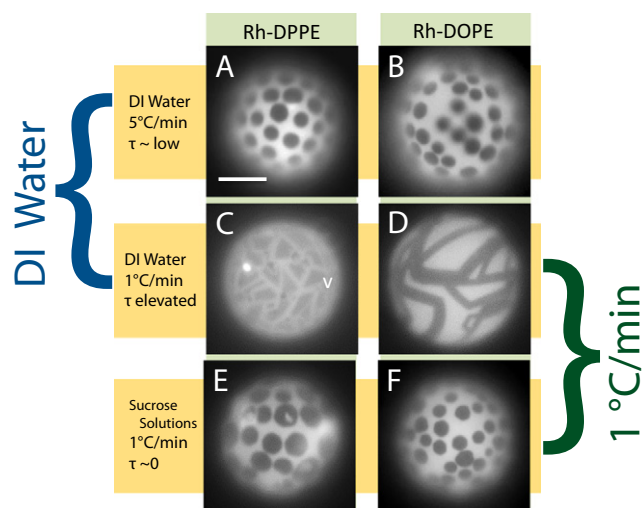 Rh-DPPE
Rh-DOPE
A
B
DI Water
5°C/min
τ ~ low
DI Water
C
D
DI Water
1°C/min
τ elevated
v
1 °C/min
E
F
Sucrose
Solutions
1°C/min
τ ~0